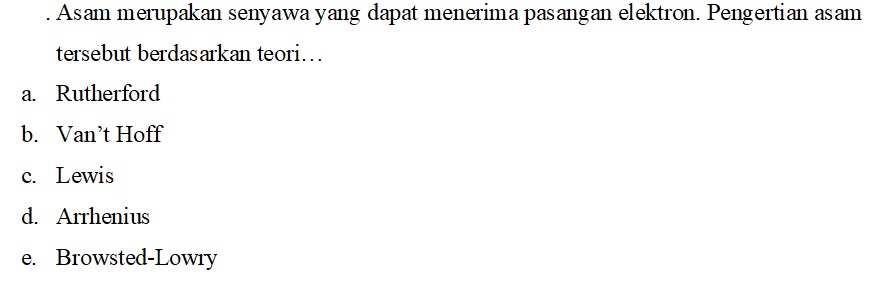 . Asam merupakan senyawa yang dapat menerima pasangan elektron. Pengertian asam
tersebut berdasarkan teori…
a. Rutherford
b. Van’t Hoff
c. Lewis
d. Arrhenius
e. Browsted-Lowry